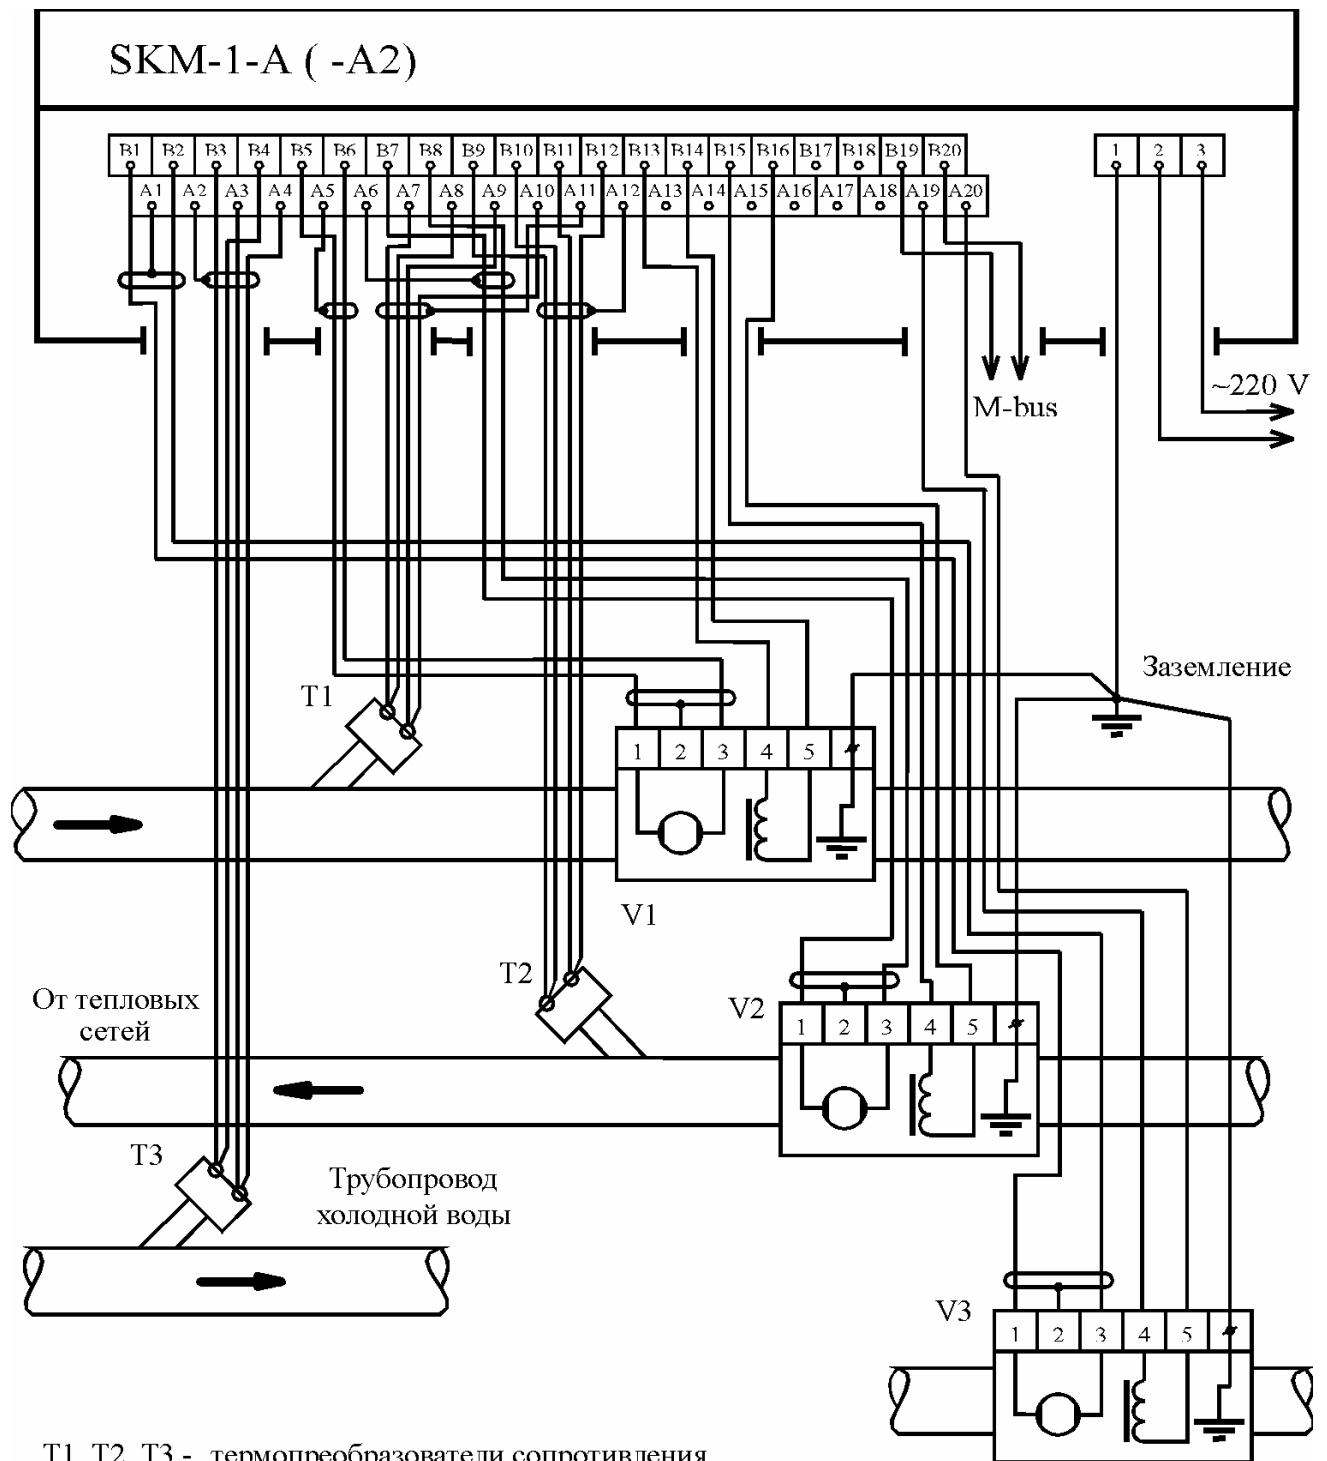 SKM-1-A ( -A2)
B1 B2 B3 B4 B5 B6 B7 B8 B9 B10 B11 B12 B13 B14 B15 B16 B17 B18 B19 B20
1 2 3
A1 A2 A3 A4 A5 A6 A7 A8 A9 A10 A11 A12 A13 A14 A15 A16 A17 A18 A19 A20
~220 V
M-bus
Заземление
T1
1 2 3 4 5
V1
T2
От тепловых
сетей
V2
1 2 3 4 5
T3
Трубопровод
холодной воды
V3
1 2 3 4 5
T1, T2, T3 - термопреобразователи сопротивления